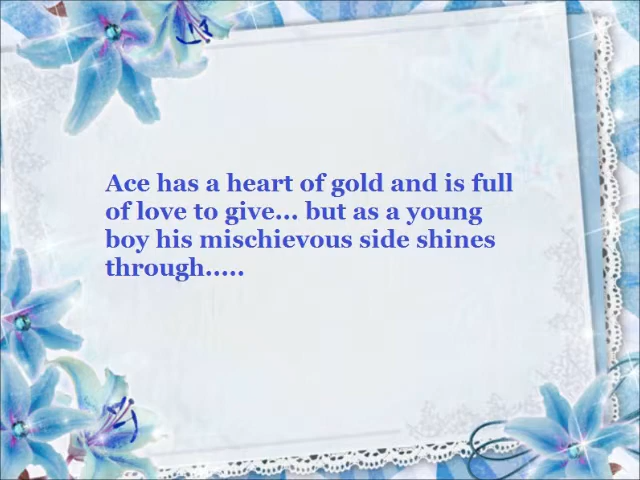 Ace has a heart of gold and is full
of love to give... but as a young
boy his mischievous side shines
through.....